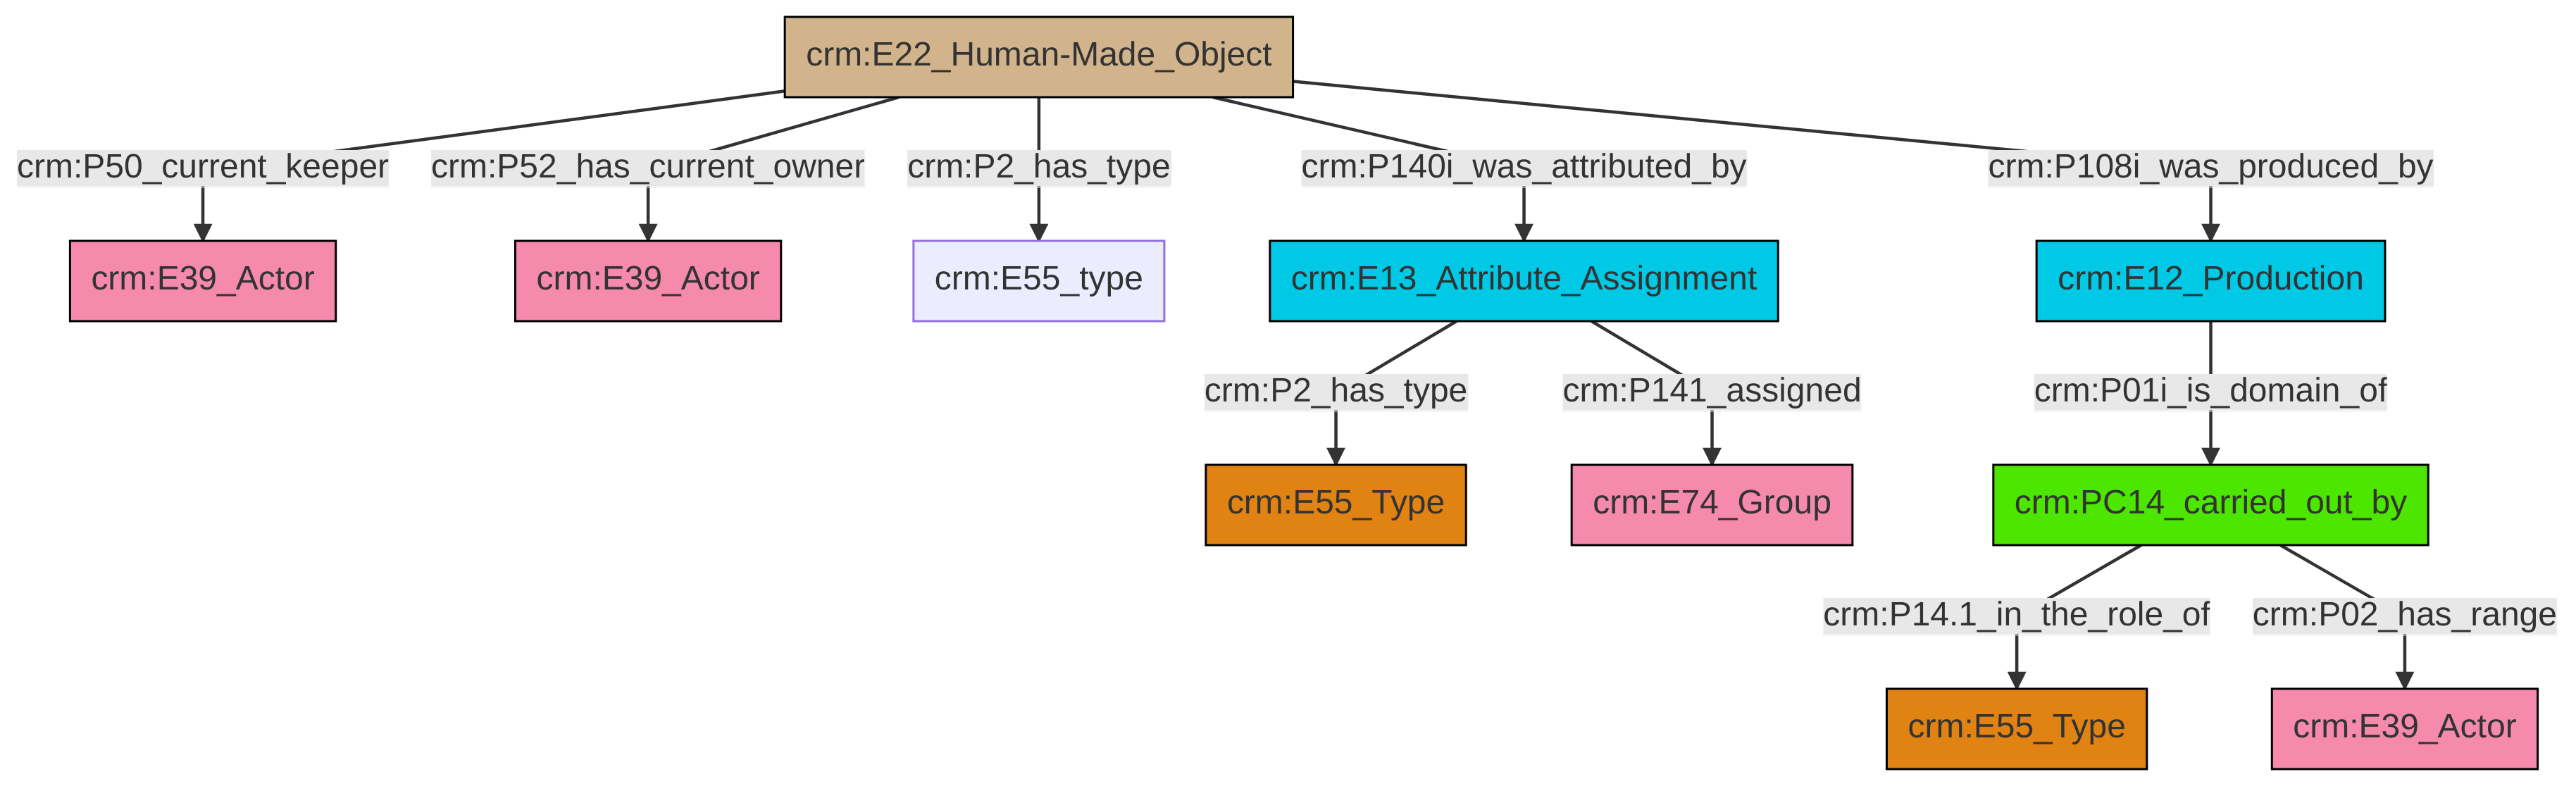 crm:E22_Human-Made_Object
crm:P50_current_keeper
crm:P52_has_current_owner
crm:P2_has_type
crm:P140i_was_attributed_by
crm:P108i_was_produced_by
crm:E39_Actor
crm:E39_Actor
crm:E55_type
crm:E13_Attribute_Assignment
crm:E12_Production
crm:P2_has_type
crm:P141_assigned
crm:P01i_is_domain_of
crm:E55_Type
crm:E74_Group
crm:PC14_carried_out_by
crm:P14.1_in_the_role_of
crm:P02_has_range
crm:E55_Type
crm:E39_Actor